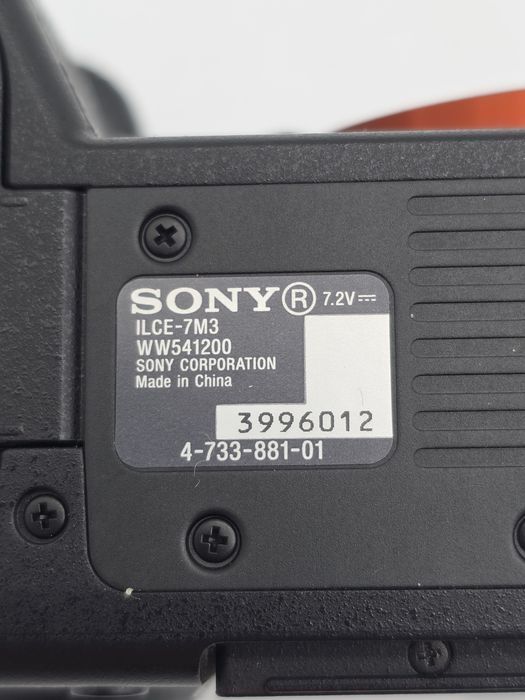 SONY Ⓡ 7.2V⎓
ILCE-7M3
WW541200
SONY CORPORATION
Made in China
3996012
4-733-881-01